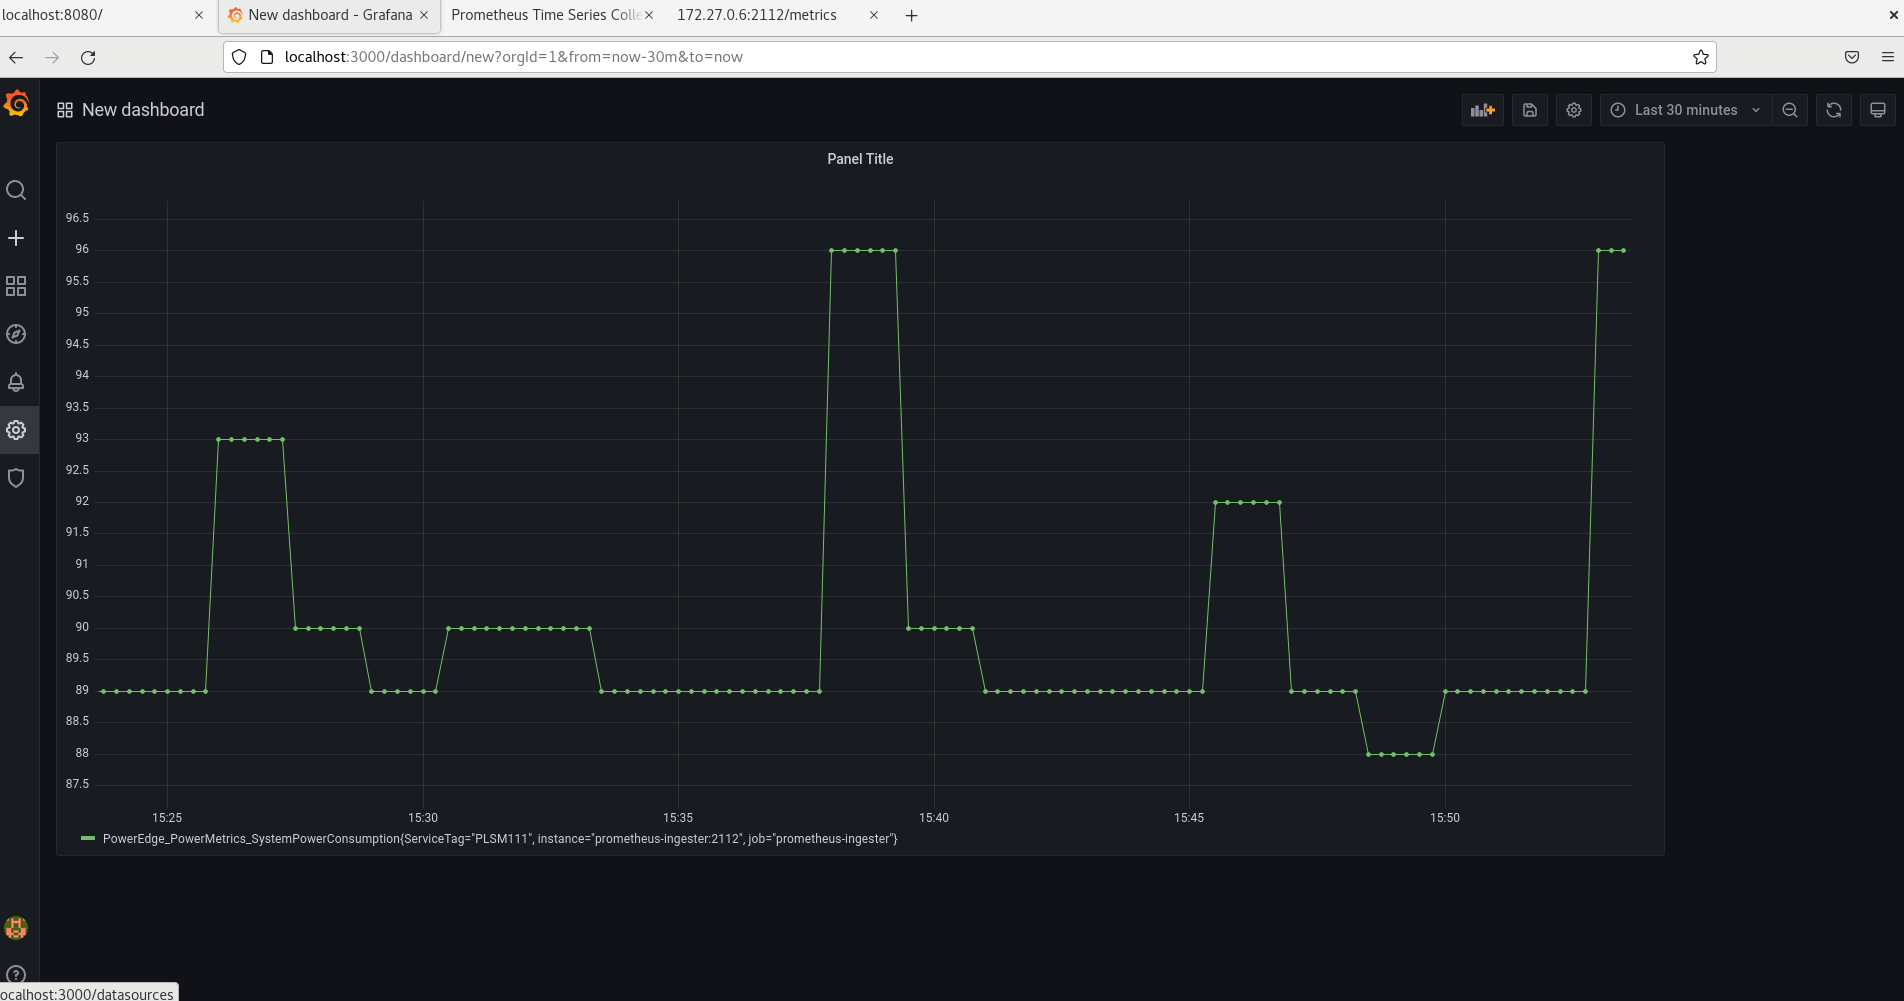 localhost:8080/
New dashboard - Grafana
Prometheus Time Series Colle
172.27.0.6:2112/metrics
localhost:3000/dashboard/new?orgId=1&from=now-30m&to=now
New dashboard
Last 30 minutes
Panel Title
96.5
96
95.5
95
94.5
94
93.5
93
92.5
92
91.5
91
90.5
90
89.5
89
88.5
88
87.5
15:25 15:30 15:35 15:40 15:45 15:50
PowerEdge_PowerMetrics_SystemPowerConsumption{ServiceTag="PLSM111", instance="prometheus-ingester:2112", job="prometheus-ingester"}
ocalhost:3000/datasources